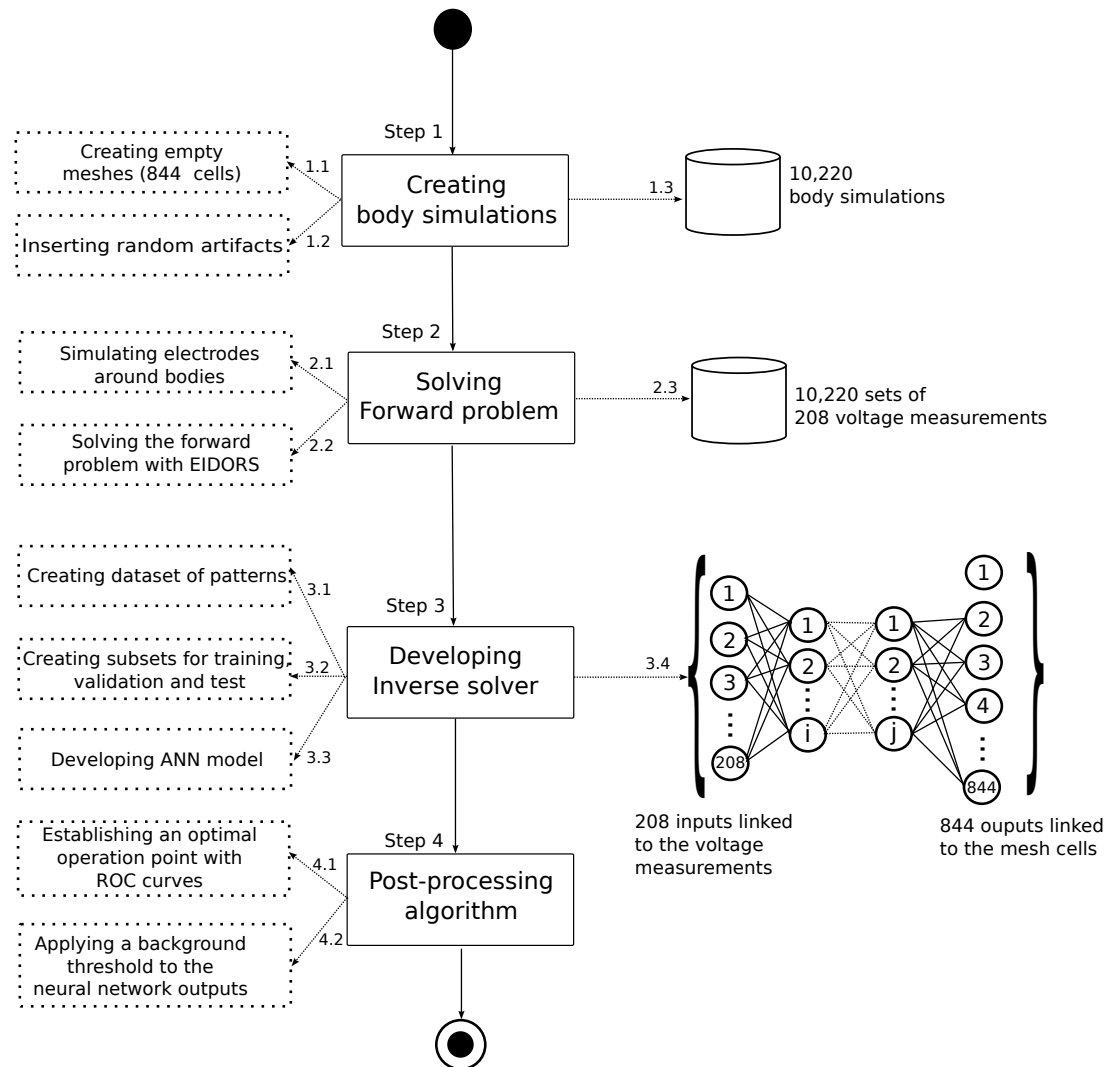 Step 1
Creating empty
meshes (844 cells)
1.1
Inserting random artifacts
1.2
Creating
body simulations
1.3
10,220
body simulations
Step 2
Simulating electrodes
around bodies
2.1
Solving the forward
problem with EIDORS
2.2
Solving
Forward problem
2.3
10,220 sets of
208 voltage measurements
Step 3
Creating dataset of patterns
3.1
Creating subsets for training,
validation and test
3.2
Developing ANN model
3.3
Developing
Inverse solver
3.4
1
2
3
208
1
2
i
1
2
j
1
2
3
4
844
208 inputs linked
to the voltage
measurements
844 ouputs linked
to the mesh cells
Step 4
Establishing an optimal
operation point with
ROC curves
4.1
Applying a background
threshold to the
neural network outputs
4.2
Post-processing
algorithm